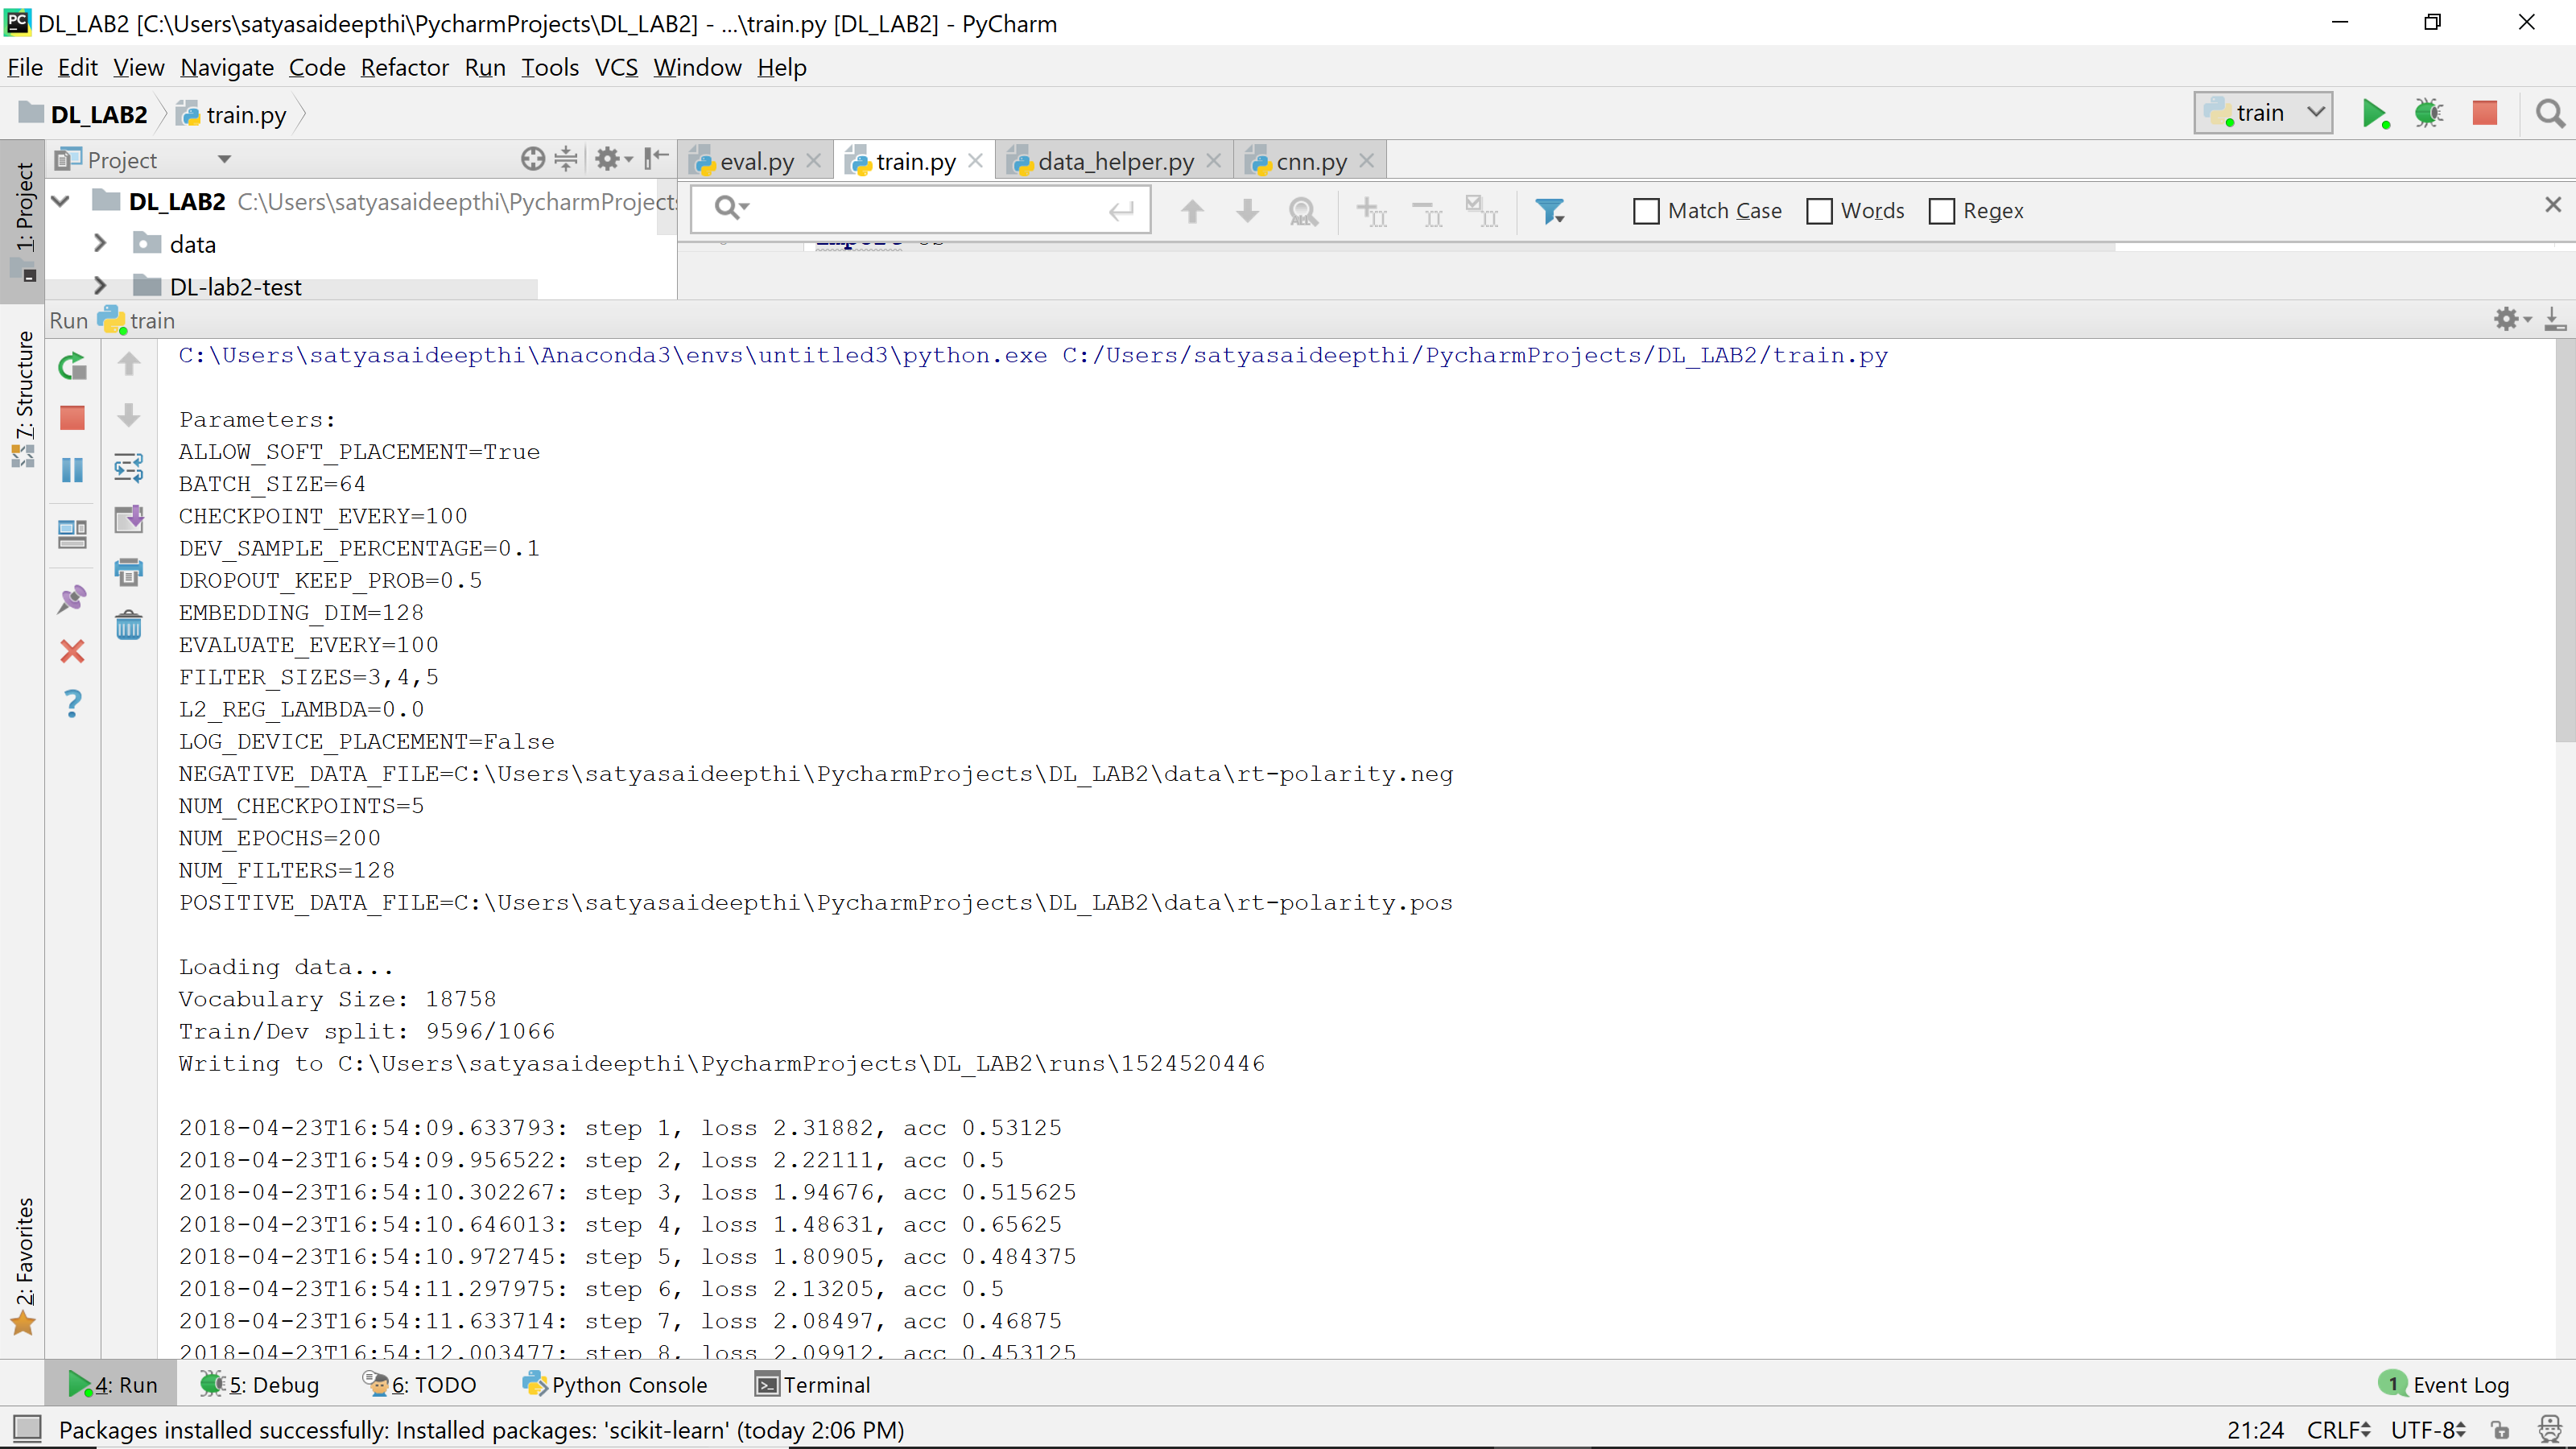 DL_LAB2 [C:\Users\satyasaideepthi\PycharmProjects\DL_LAB2] - ...\train.py [DL_LAB2] - PyCharm
File Edit View Navigate Code Refactor Run Tools VCS Window Help
DL_LAB2 train.py train
1: Project
Project
eval.py train.py data_helper.py cnn.py
DL_LAB2 C:\Users\satyasaideepthi\PycharmProjects
Match Case Words Regex
data
DL-lab2-test
Run train
7: Structure
C:\Users\satyasaideepthi\Anaconda3\envs\untitled3\python.exe C:/Users/satyasaideepthi/PycharmProjects/DL_LAB2/train.py
Parameters:
ALLOW_SOFT_PLACEMENT=True
BATCH_SIZE=64
CHECKPOINT_EVERY=100
DEV_SAMPLE_PERCENTAGE=0.1
DROPOUT_KEEP_PROB=0.5
EMBEDDING_DIM=128
EVALUATE_EVERY=100
FILTER_SIZES=3,4,5
L2_REG_LAMBDA=0.0
LOG_DEVICE_PLACEMENT=False
NEGATIVE_DATA_FILE=C:\Users\satyasaideepthi\PycharmProjects\DL_LAB2\data\rt-polarity.neg
NUM_CHECKPOINTS=5
NUM_EPOCHS=200
NUM_FILTERS=128
POSITIVE_DATA_FILE=C:\Users\satyasaideepthi\PycharmProjects\DL_LAB2\data\rt-polarity.pos
Loading data...
Vocabulary Size: 18758
Train/Dev split: 9596/1066
Writing to C:\Users\satyasaideepthi\PycharmProjects\DL_LAB2\runs\1524520446
2018-04-23T16:54:09.633793: step 1, loss 2.31882, acc 0.53125
2018-04-23T16:54:09.956522: step 2, loss 2.22111, acc 0.5
2018-04-23T16:54:10.302267: step 3, loss 1.94676, acc 0.515625
2018-04-23T16:54:10.646013: step 4, loss 1.48631, acc 0.65625
2018-04-23T16:54:10.972745: step 5, loss 1.80905, acc 0.484375
2018-04-23T16:54:11.297975: step 6, loss 2.13205, acc 0.5
2018-04-23T16:54:11.633714: step 7, loss 2.08497, acc 0.46875
2018-04-23T16:54:12.003477: step 8, loss 2.09912, acc 0.453125
2: Favorites
4: Run 5: Debug 6: TODO Python Console Terminal 1 Event Log
Packages installed successfully: Installed packages: 'scikit-learn' (today 2:06 PM) 21:24 CRLF UTF-8